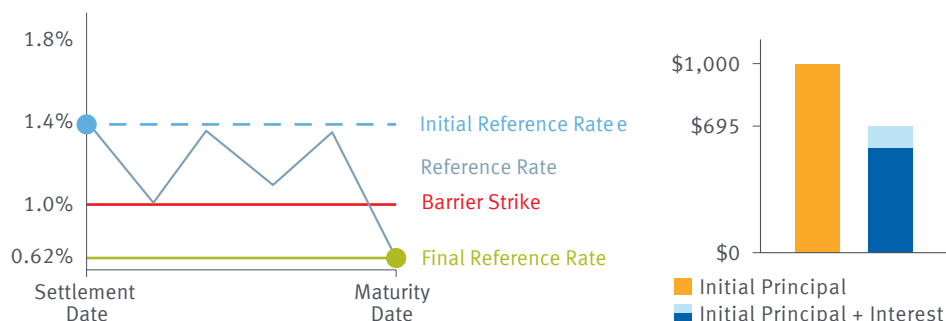 1.8%
1.4%
1.0%
0.62%
Initial Reference Rate e
Reference Rate
Barrier Strike
Final Reference Rate
Settlement
Date
Maturity
Date
$1,000
$695
$0
Initial Principal
Initial Principal + Interest